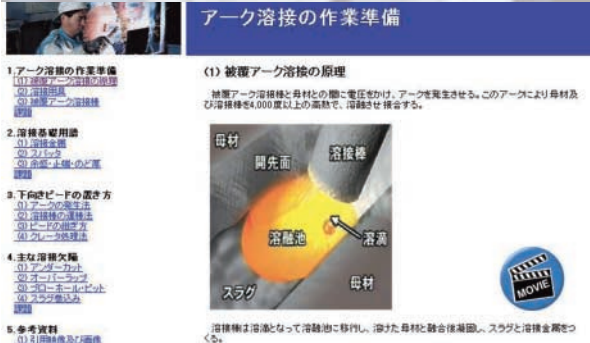 アーク溶接の作業準備
1.アーク溶接の作業準備
(1) 被覆アーク溶接の原理
(2) 溶接用具
(3) 被覆アーク溶接棒
課題
2.溶接基礎用語
(1) 溶接金属
(2) スパッタ
(3) 余盛・止端・のど厚
課題
3.下向きビードの置き方
(1) アークの発生法
(2) 溶接棒の運棒法
(3) ビードの継ぎ方
(4) クレータ処理法
4.主な溶接欠陥
(1) アンダーカット
(2) オーバーラップ
(3) ブローホール・ピット
(4) スラグ巻込み
課題
5.参考資料
(1) 引用映像及び画像
(1) 被覆アーク溶接の原理
被覆アーク溶接棒と母材との間に電圧をかけ、アークを発生させる。このアークにより母材及
び溶接棒を4,000度以上の高熱で、溶融させ接合する。
母材
開先面
溶接棒
溶融池
溶滴
スラグ
母材
MOVIE
溶接棒は溶滴となって溶融池に移行し、溶けた母材と融合後凝固し、スラグと溶接金属をつ
くる。